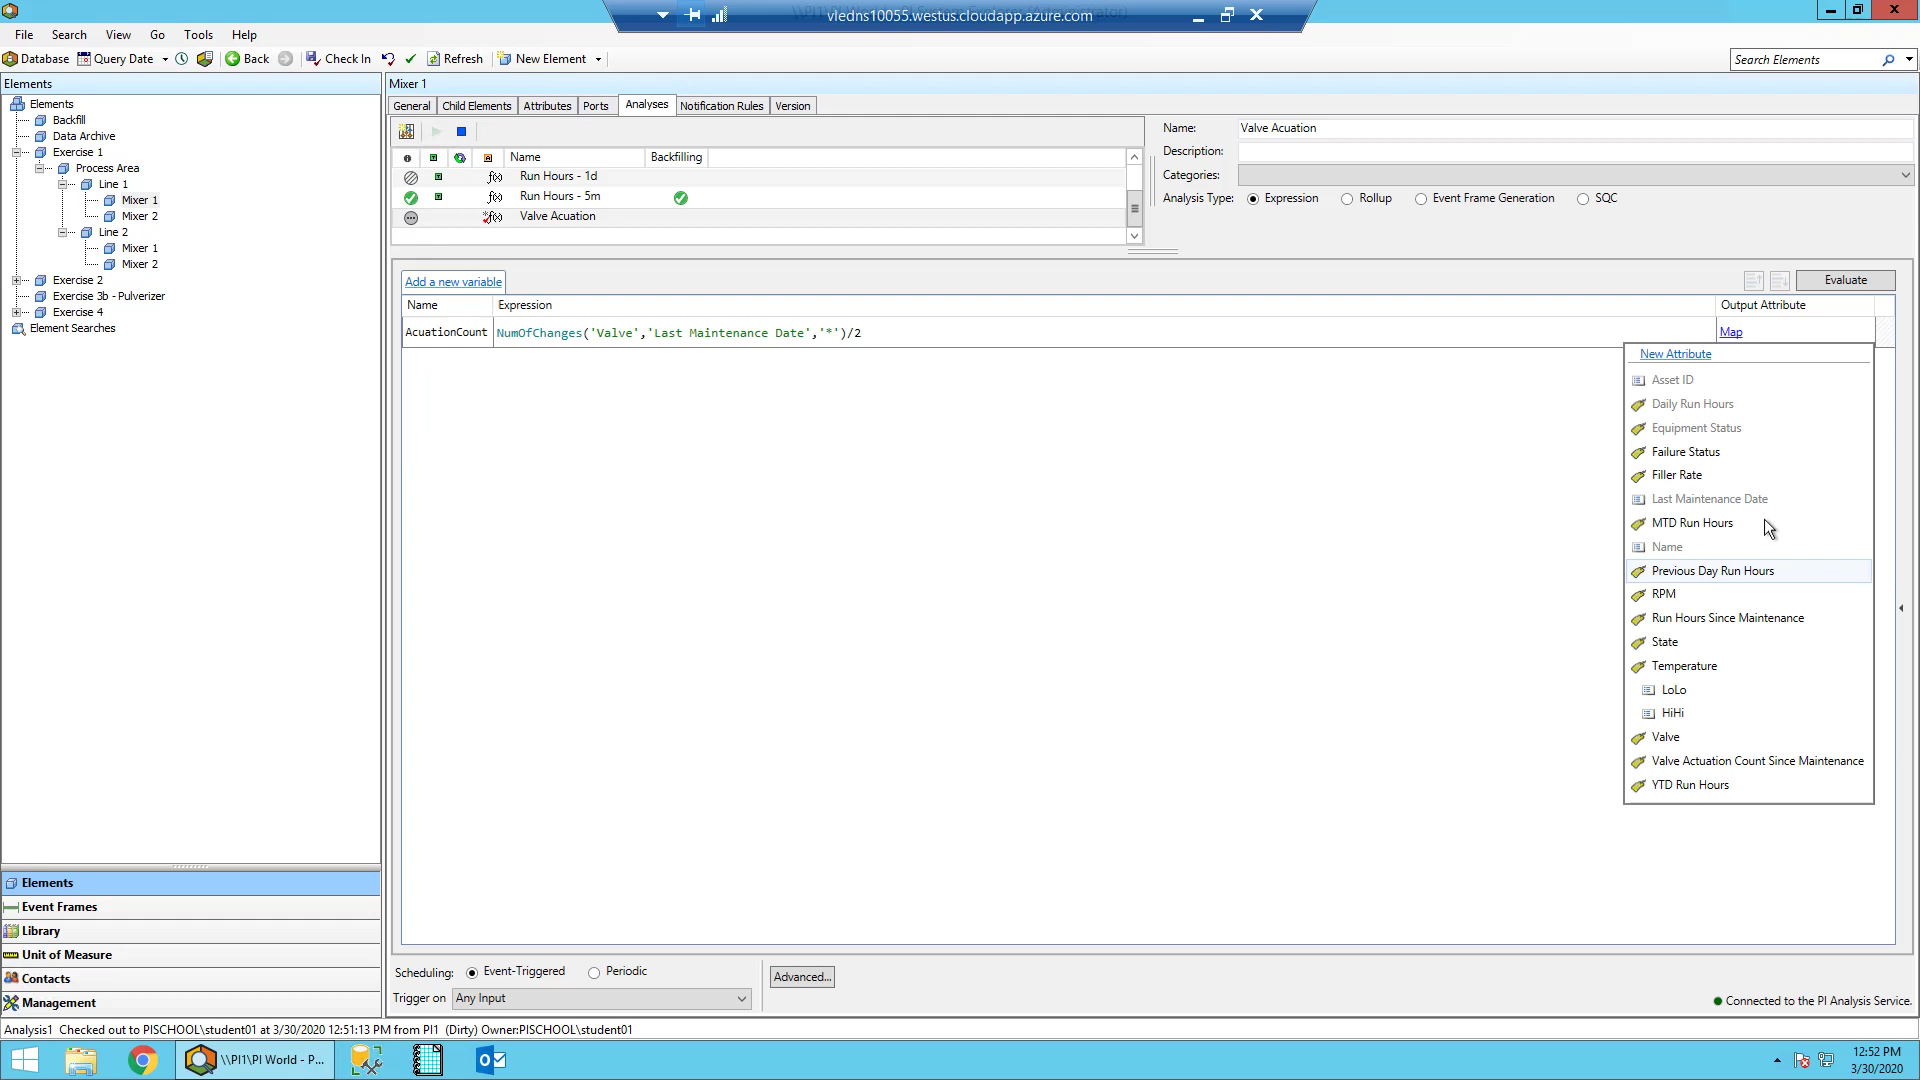 vledns10055.westus.cloudapp.azure.com
File Search View Go Tools Help
Database Query Date Back Check In Refresh New Element
Search Elements
Elements
Elements
Backfill
Data Archive
Exercise 1
Process Area
Line 1
Mixer 1
Mixer 2
Line 2
Mixer 1
Mixer 2
Exercise 2
Exercise 3b - Pulverizer
Exercise 4
Element Searches
Elements
Event Frames
Library
Unit of Measure
Contacts
Management
Mixer 1
General Child Elements Attributes Ports Analyses Notification Rules Version
Name Backfilling
f(x) Run Hours - 1d
f(x) Run Hours - 5m
f(x) Valve Acuation
Name: Valve Acuation
Description:
Categories:
Analysis Type: Expression Rollup Event Frame Generation SQC
Add a new variable
Evaluate
Name Expression Output Attribute
AcuationCount NumOfChanges('Valve','Last Maintenance Date','*')/2 Map
New Attribute
Asset ID
Daily Run Hours
Equipment Status
Failure Status
Filler Rate
Last Maintenance Date
MTD Run Hours
Name
Previous Day Run Hours
RPM
Run Hours Since Maintenance
State
Temperature
LoLo
HiHi
Valve
Valve Actuation Count Since Maintenance
YTD Run Hours
Scheduling: Event-Triggered Periodic
Advanced...
Trigger on Any Input
Connected to the PI Analysis Service.
Analysis1 Checked out to PISCHOOL\student01 at 3/30/2020 12:51:13 PM from PI1 (Dirty) Owner:PISCHOOL\student01
\\PI1\PI World - P...
12:52 PM
3/30/2020